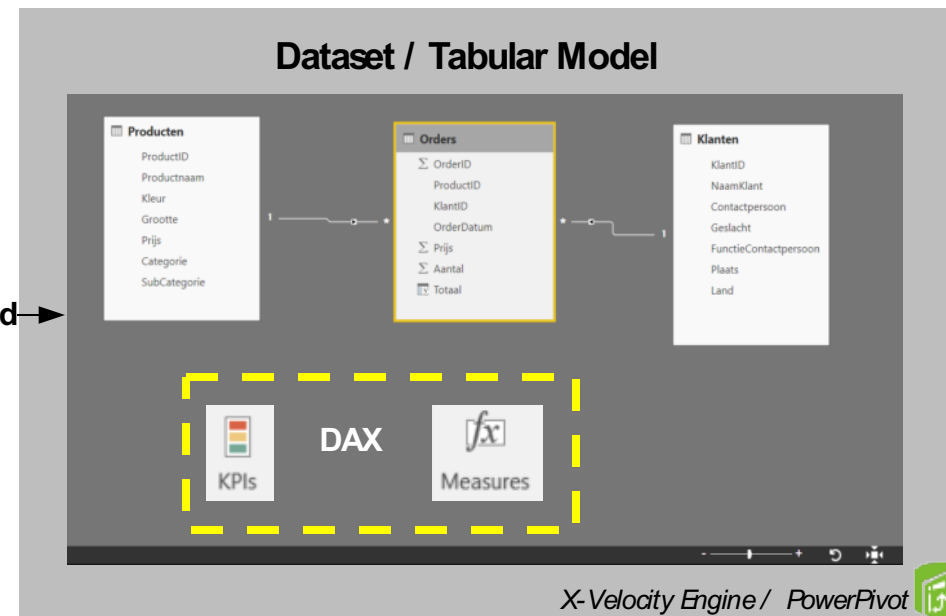 Dataset / Tabular Model
Producten
ProductID
Productnaam
Kleur
Grootte
Prijs
Categorie
SubCategorie
1
*
Orders
Σ OrderID
ProductID
KlantID
OrderDatum
Σ Prijs
Σ Aantal
Totaal
*
1
Klanten
KlantID
NaamKlant
Contactpersoon
Geslacht
FunctieContactpersoon
Plaats
Land
d
KPIs
DAX
fx
Measures
- +
X-Velocity Engine / PowerPivot